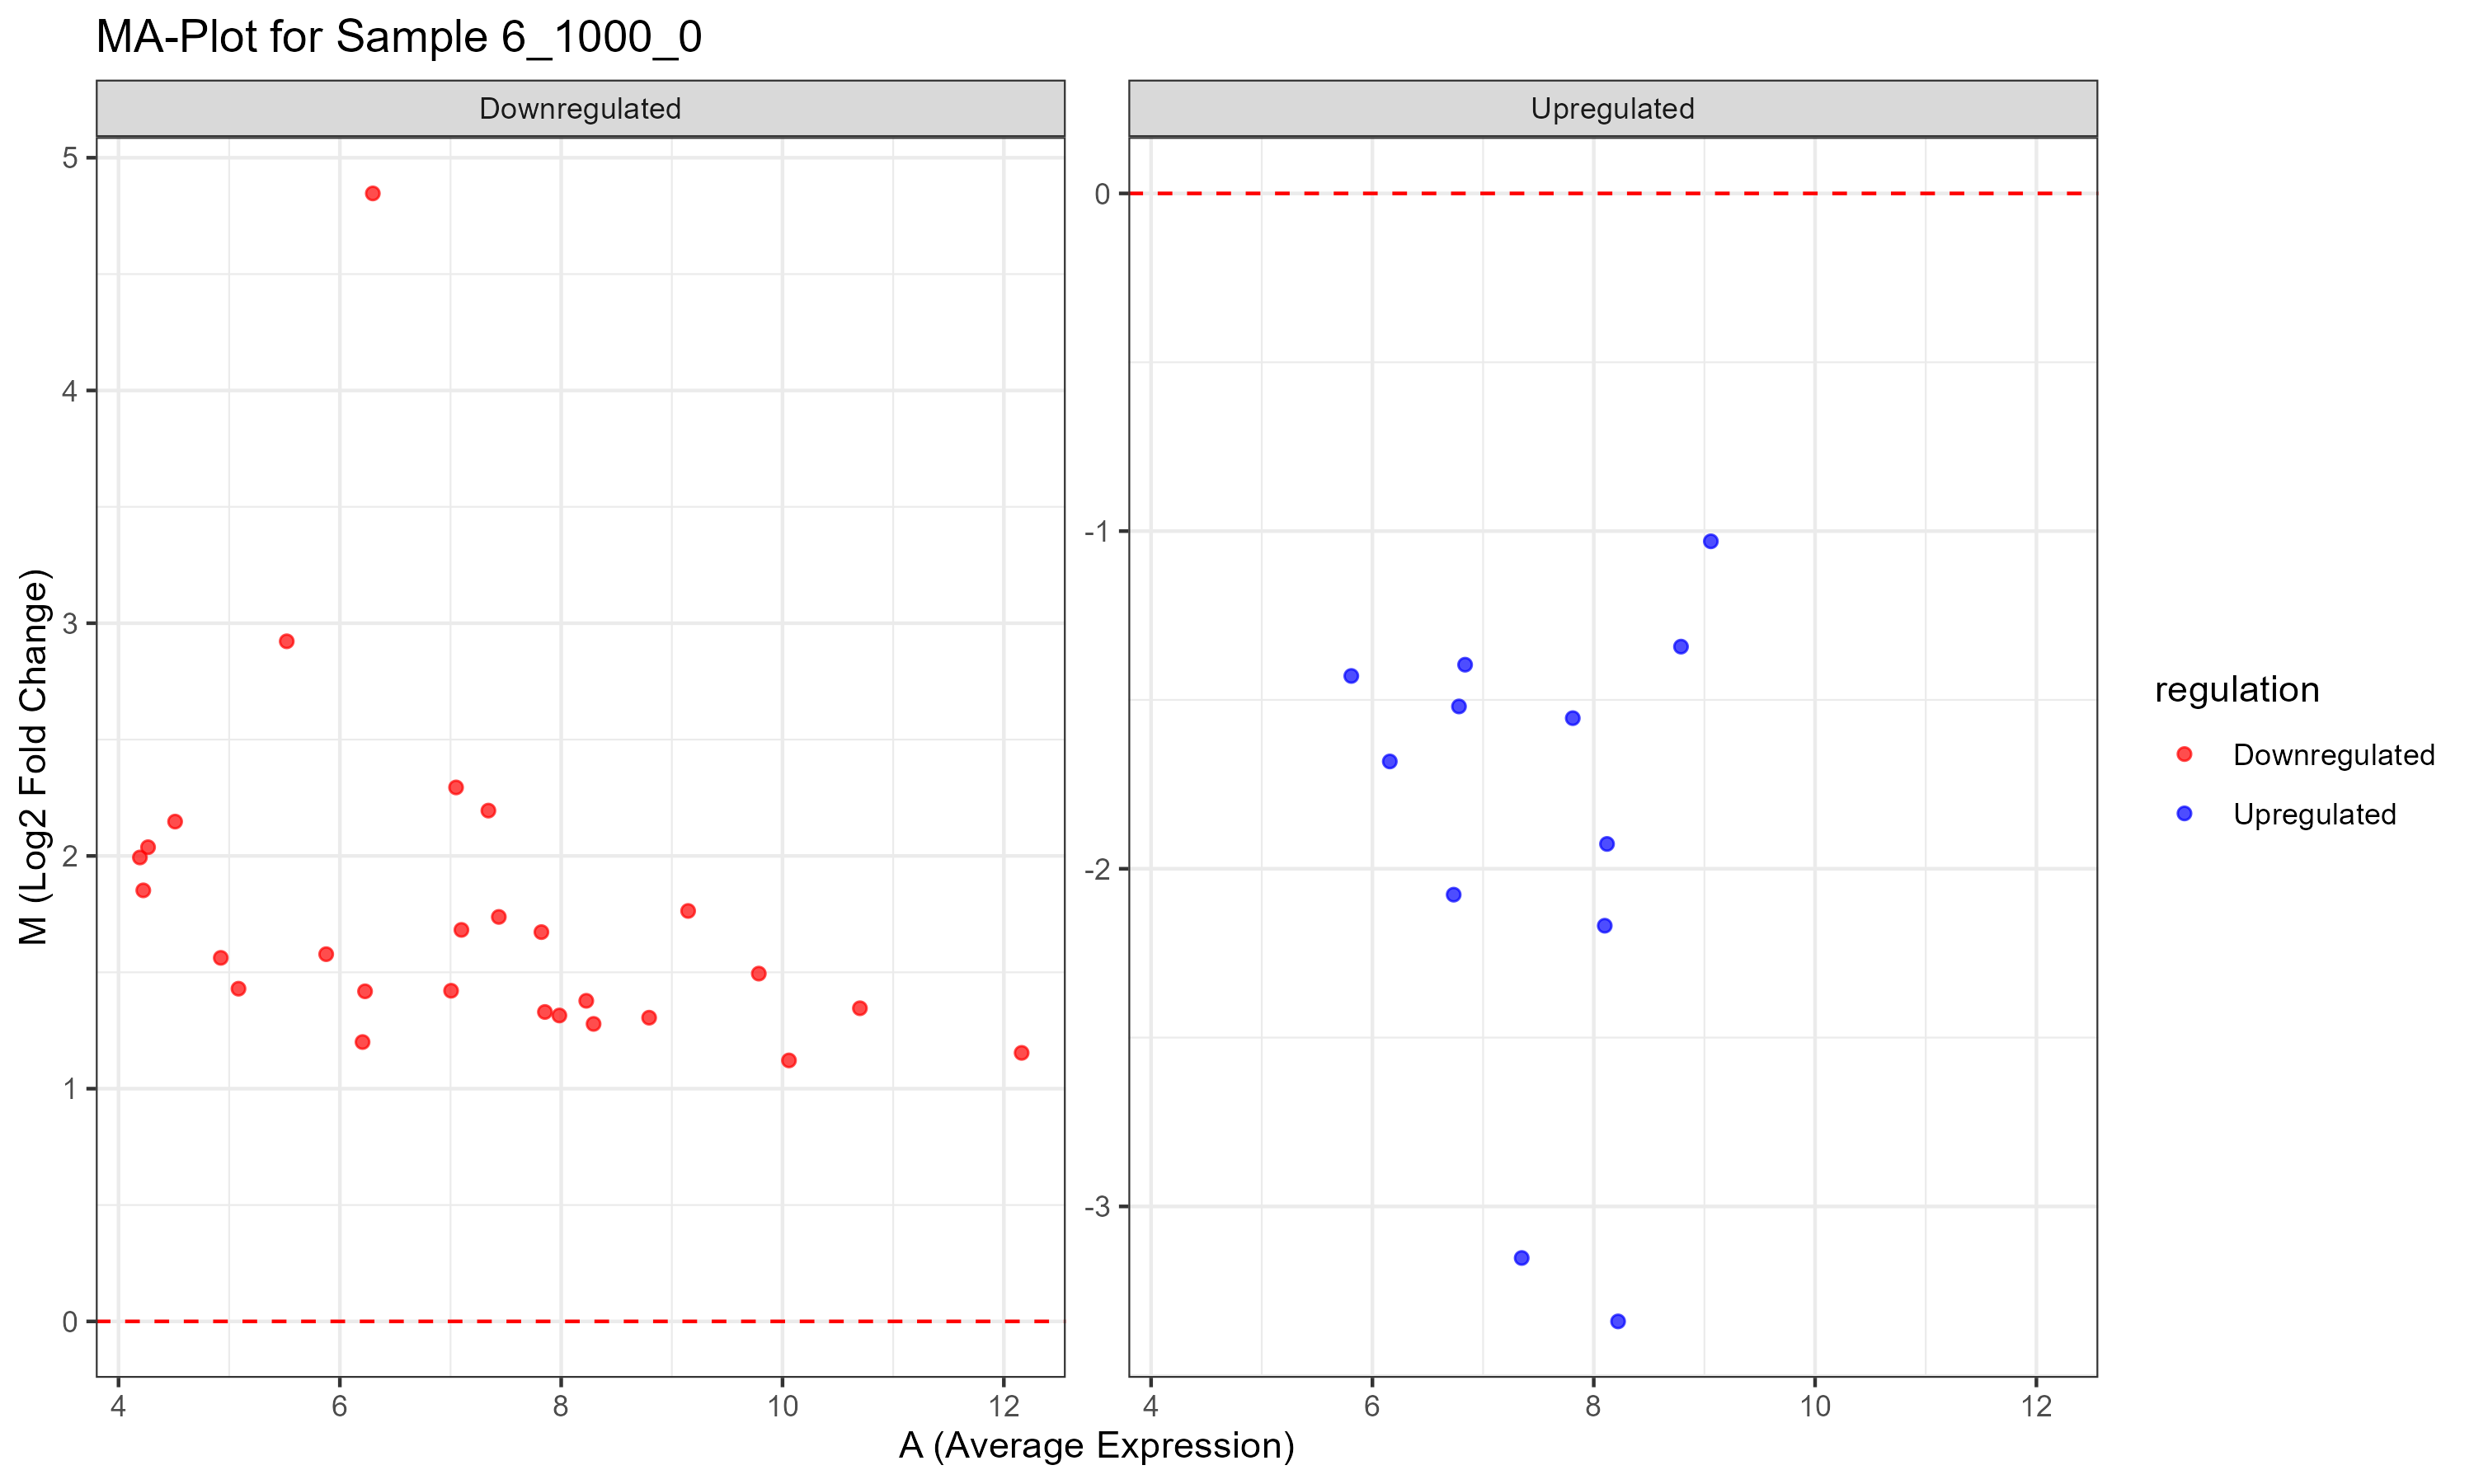 MA-Plot for Sample 6_1000_0
Downregulated
Upregulated
M (Log2 Fold Change)
5
4
3
2
1
0
0
-1
-2
-3
4 6 8 10 12
4 6 8 10 12
A (Average Expression)
regulation
Downregulated
Upregulated